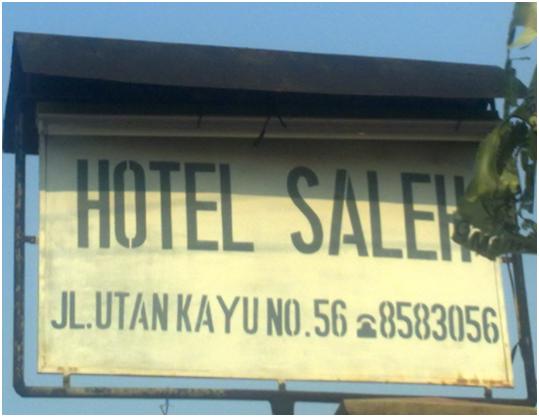 HOTEL SALEH
JL. UTAN KAYU NO. 56 ☎ 8583056